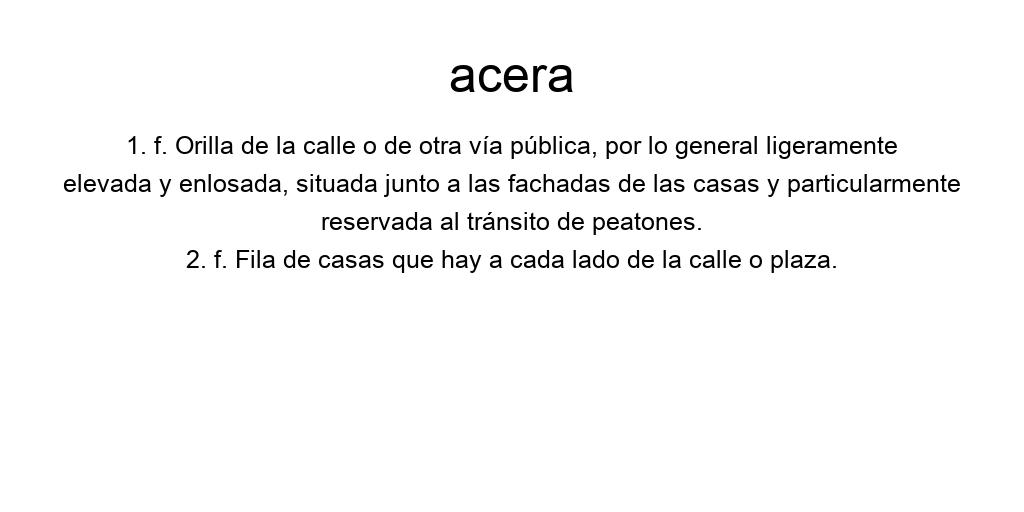 acera
1. f. Orilla de la calle o de otra vía pública, por lo general ligeramente
elevada y enlosada, situada junto a las fachadas de las casas y particularmente
reservada al tránsito de peatones.
2. f. Fila de casas que hay a cada lado de la calle o plaza.